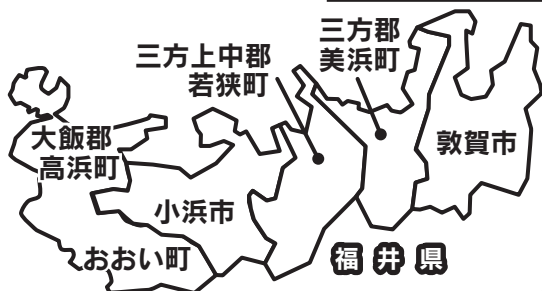 三方郡
美浜町
三方上中郡
若狭町
大飯郡
高浜町
敦賀市
小浜市
おおい町
福井県